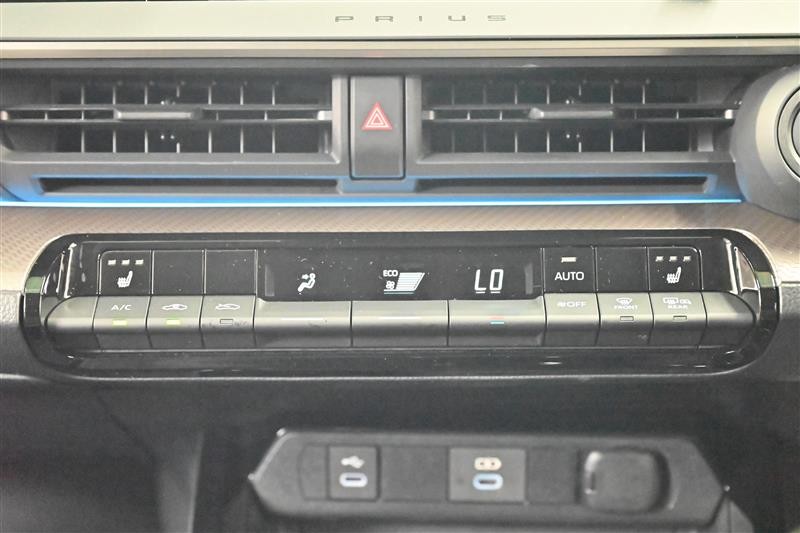 PRIUS
ECO
LO
AUTO
A/C
OFF
FRONT
REAR